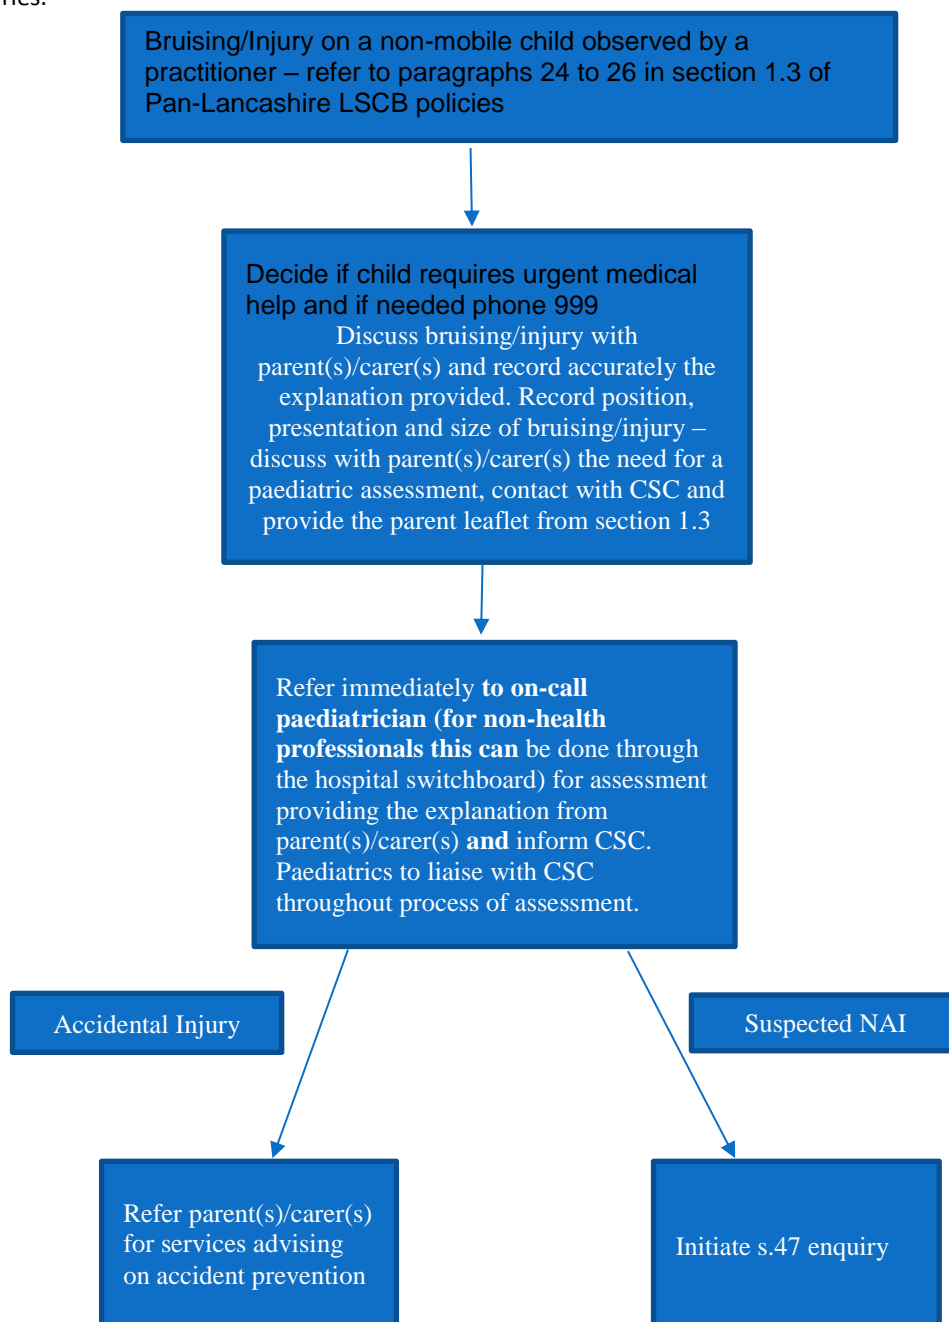 Bruising/Injury on a non-mobile child observed by a
practitioner – refer to paragraphs 24 to 26 in section 1.3 of
Pan-Lancashire LSCB policies
Decide if child requires urgent medical
help and if needed phone 999
Discuss bruising/injury with
parent(s)/carer(s) and record accurately the
explanation provided. Record position,
presentation and size of bruising/injury –
discuss with parent(s)/carer(s) the need for a
paediatric assessment, contact with CSC and
provide the parent leaflet from section 1.3
Refer immediately to on-call
paediatrician (for non-health
professionals this can be done through
the hospital switchboard) for assessment
providing the explanation from
parent(s)/carer(s) and inform CSC.
Paediatrics to liaise with CSC
throughout process of assessment.
Accidental Injury
Suspected NAI
Refer parent(s)/carer(s)
for services advising
on accident prevention
Initiate s.47 enquiry